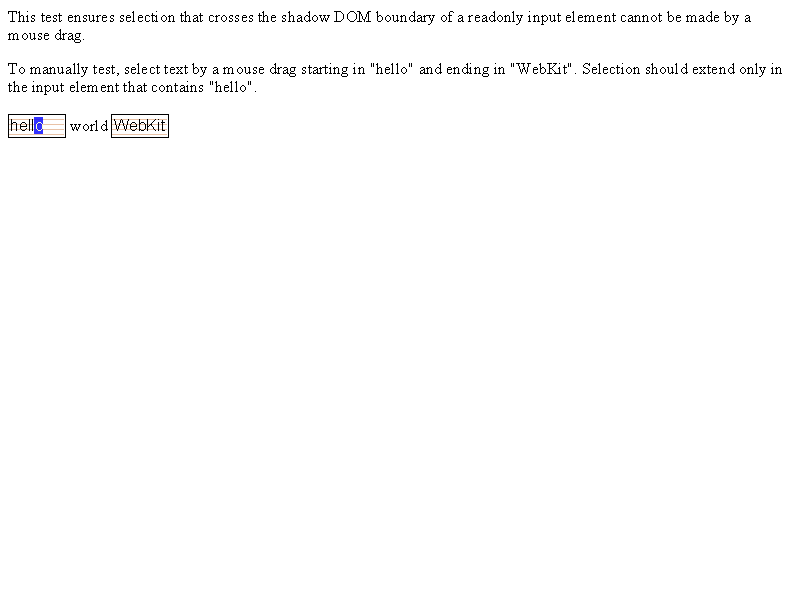 This test ensures selection that crosses the shadow DOM boundary of a readonly input element cannot be made by a
mouse drag.
To manually test, select text by a mouse drag starting in "hello" and ending in "WebKit". Selection should extend only in
the input element that contains "hello".
hello world WebKit